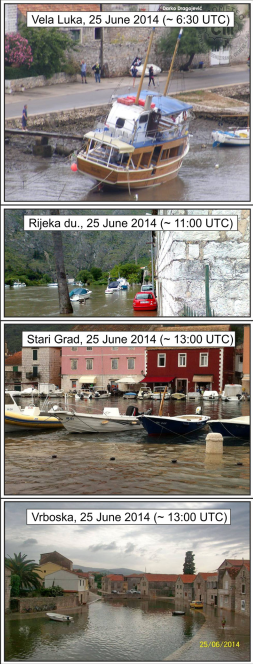 Darko Dragojević
Vela Luka, 25 June 2014 (~ 6:30 UTC)
Rijeka du., 25 June 2014 (~ 11:00 UTC)
Stari Grad, 25 June 2014 (~ 13:00 UTC)
Vrboska, 25 June 2014 (~ 13:00 UTC)
25/06/2014